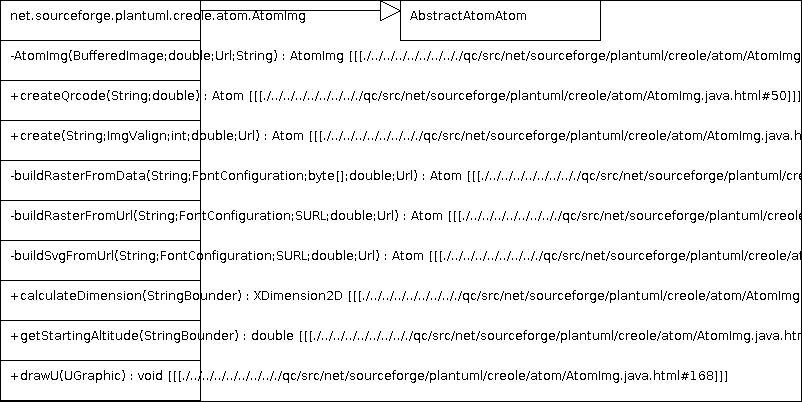 net.sourceforge.plantuml.creole.atom.AtomImg
AbstractAtomAtom
-AtomImg(BufferedImage;double;Url;String) : AtomImg [[[./../../../../../../../qc/src/net/sourceforge/plantuml/creole/atom/AtomImg
+createQrcode(String;double) : Atom [[[./../../../../../../../qc/src/net/sourceforge/plantuml/creole/atom/AtomImg.java.html#50]]]
+create(String;ImgValign;int;double;Url) : Atom [[[./../../../../../../../qc/src/net/sourceforge/plantuml/creole/atom/AtomImg.java.h
-buildRasterFromData(String;FontConfiguration;byte[];double;Url) : Atom [[[./../../../../../../../qc/src/net/sourceforge/plantuml/cre
-buildRasterFromUrl(String;FontConfiguration;SURL;double;Url) : Atom [[[./../../../../../../../qc/src/net/sourceforge/plantuml/creole
-buildSvgFromUrl(String;FontConfiguration;SURL;double;Url) : Atom [[[./../../../../../../../qc/src/net/sourceforge/plantuml/creole/at
+calculateDimension(StringBounder) : XDimension2D [[[./../../../../../../../qc/src/net/sourceforge/plantuml/creole/atom/AtomImg
+getStartingAltitude(StringBounder) : double [[[./../../../../../../../qc/src/net/sourceforge/plantuml/creole/atom/AtomImg.java.htm
+drawU(UGraphic) : void [[[./../../../../../../../qc/src/net/sourceforge/plantuml/creole/atom/AtomImg.java.html#168]]]